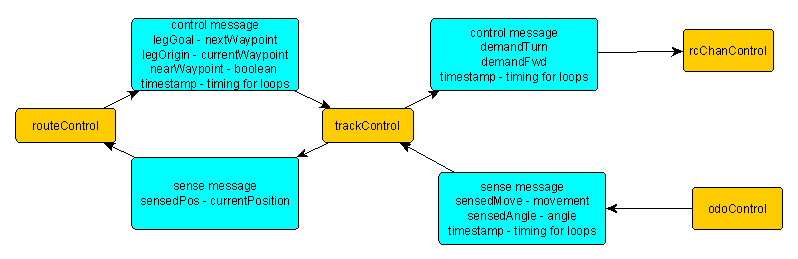 control message
legGoal - nextWaypoint
legOrigin - currentWaypoint
nearWaypoint - boolean
timestamp - timing for loops
control message
demandTurn
demandFwd
timestamp - timing for loops
rcChanControl
routeControl
trackControl
sense message
sensedPos - currentPosition
sense message
sensedMove - movement
sensedAngle - angle
timestamp - timing for loops
odoControl